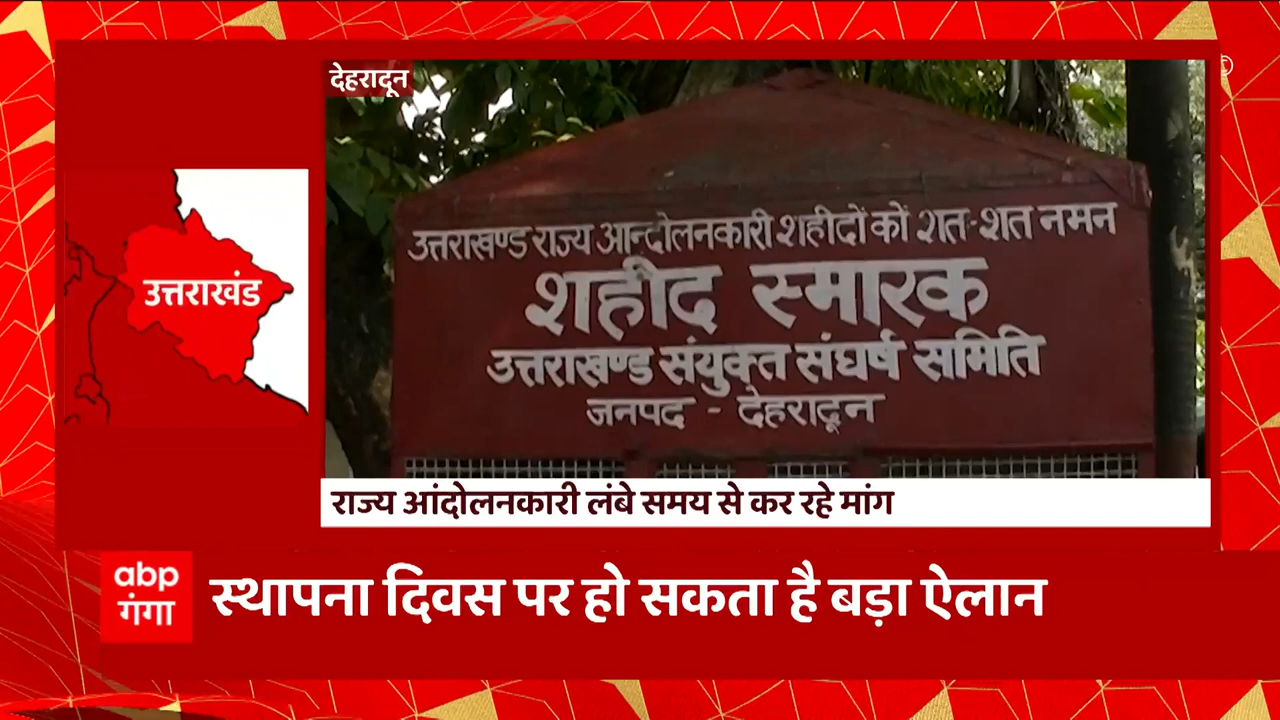 देहरादून
उत्तराखण्ड राज्य आन्दोलनकारी शहीदों कों शत-शत नमन
शहीद स्मारक
उत्तराखण्ड संयुक्त संघर्ष समिति
जनपद - देहरादून
उत्तराखंड
राज्य आंदोलनकारी लंबे समय से कर रहे मांग
abp
गंगा
स्थापना दिवस पर हो सकता है बड़ा ऐलान